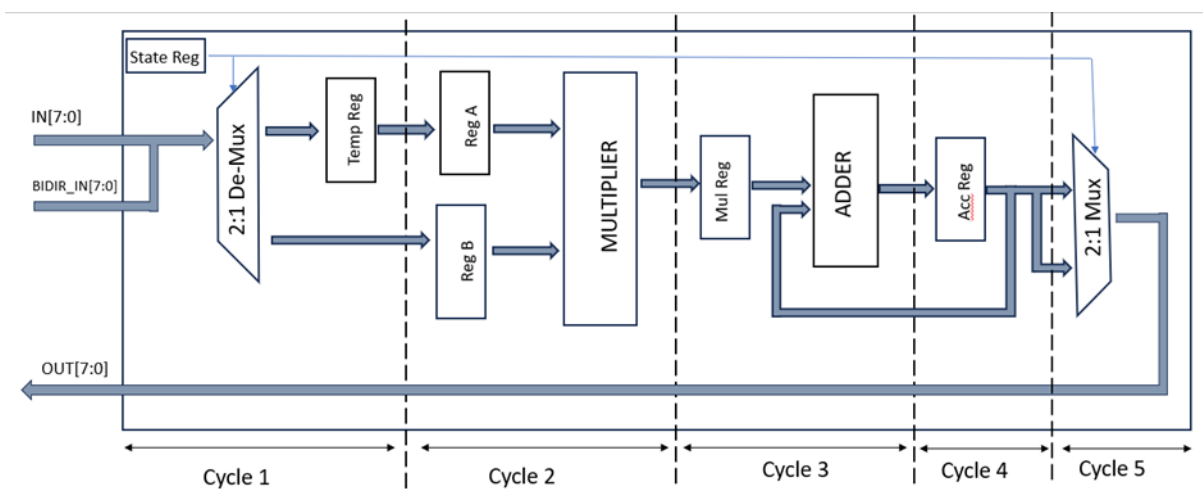 State Reg
IN[7:0]
BIDIR_IN[7:0]
2:1 De-Mux
Temp Reg
Reg A
Reg B
MULTIPLIER
Mul Reg
ADDER
Acc Reg
2:1 Mux
OUT[7:0]
Cycle 1
Cycle 2
Cycle 3
Cycle 4
Cycle 5